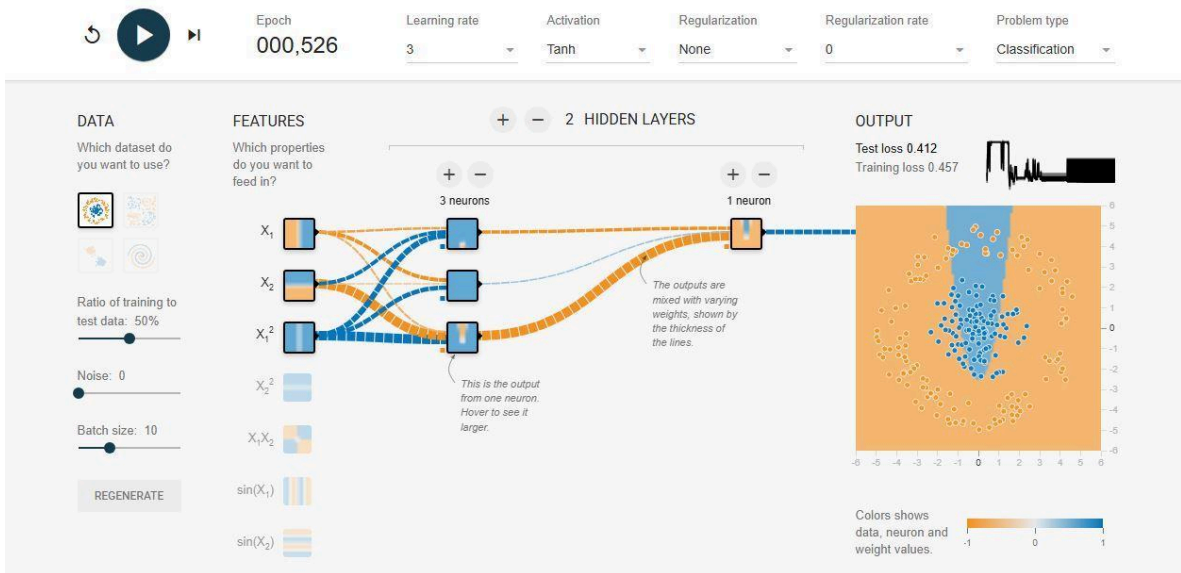 Epoch
000,526
Learning rate
3
Activation
Tanh
Regularization
None
Regularization rate
0
Problem type
Classification
DATA
Which dataset do
you want to use?
Ratio of training to
test data: 50%
Noise: 0
Batch size: 10
REGENERATE
FEATURES
Which properties
do you want to
feed in?
X₁
X₂
X₁²
X₂²
X₁X₂
sin(X₁)
sin(X₂)
+ − 2 HIDDEN LAYERS
+ −
3 neurons
+ −
1 neuron
This is the output
from one neuron.
Hover to see it
larger.
The outputs are
mixed with varying
weights, shown by
the thickness of
the lines.
OUTPUT
Test loss 0.412
Training loss 0.457
6
5
4
3
2
1
0
-1
-2
-3
-4
-5
-6
-6 -5 -4 -3 -2 -1 0 1 2 3 4 5 6
Colors shows
data, neuron and
weight values.
-1 0 1